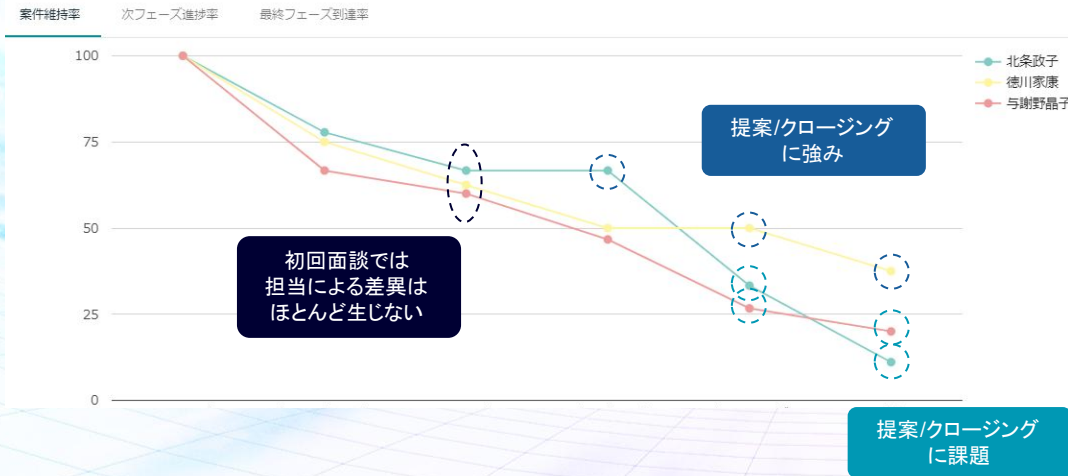 案件維持率 次フェーズ進捗率 最終フェーズ到達率
100
75
50
25
0
北条政子
徳川家康
与謝野晶子
提案/クロージング
に強み
初回面談では
担当による差異は
ほとんど生じない
提案/クロージング
に課題